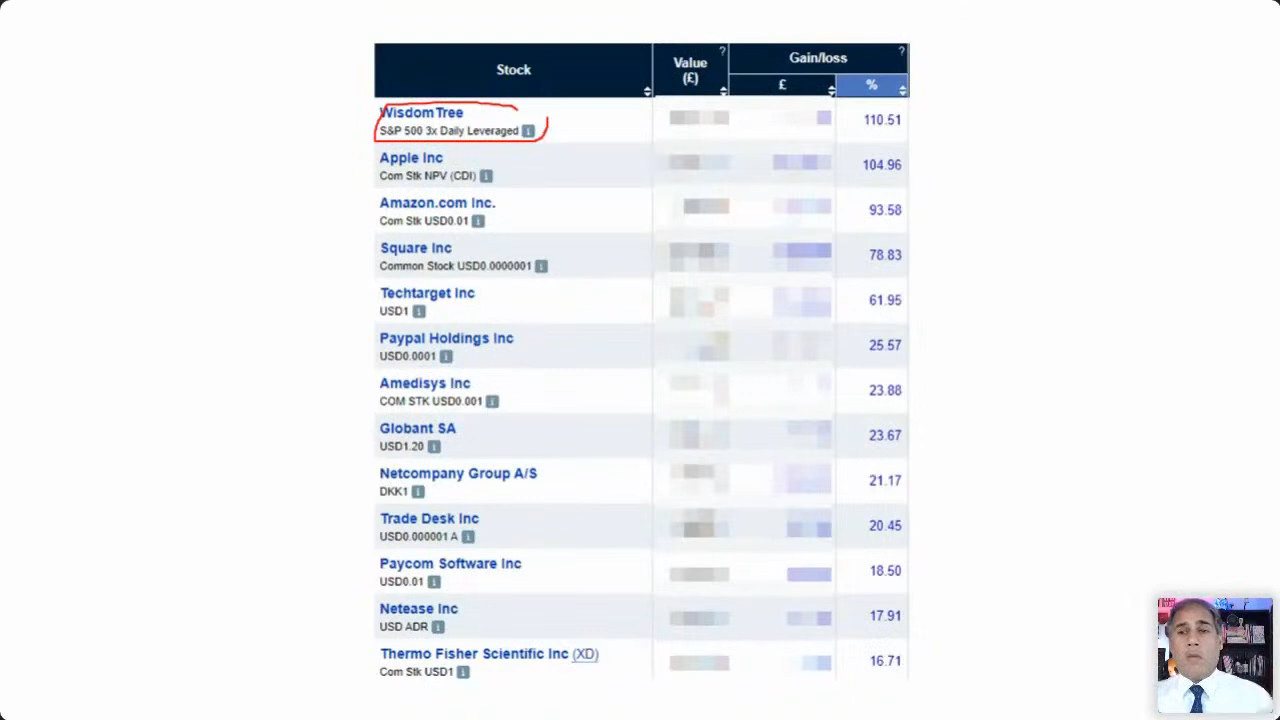 Stock Value (£) ? Gain/loss ?
£ %
WisdomTree
S&P 500 3x Daily Leveraged i 110.51
Apple Inc
Com Stk NPV (CDI) i 104.96
Amazon.com Inc.
Com Stk USD0.01 i 93.58
Square Inc
Common Stock USD0.0000001 i 78.83
Techtarget Inc
USD1 i 61.95
Paypal Holdings Inc
USD0.0001 i 25.57
Amedisys Inc
COM STK USD0.001 i 23.88
Globant SA
USD1.20 i 23.67
Netcompany Group A/S
DKK1 i 21.17
Trade Desk Inc
USD0.000001 A i 20.45
Paycom Software Inc
USD0.01 i 18.50
Netease Inc
USD ADR i 17.91
Thermo Fisher Scientific Inc (XD)
Com Stk USD1 i 16.71